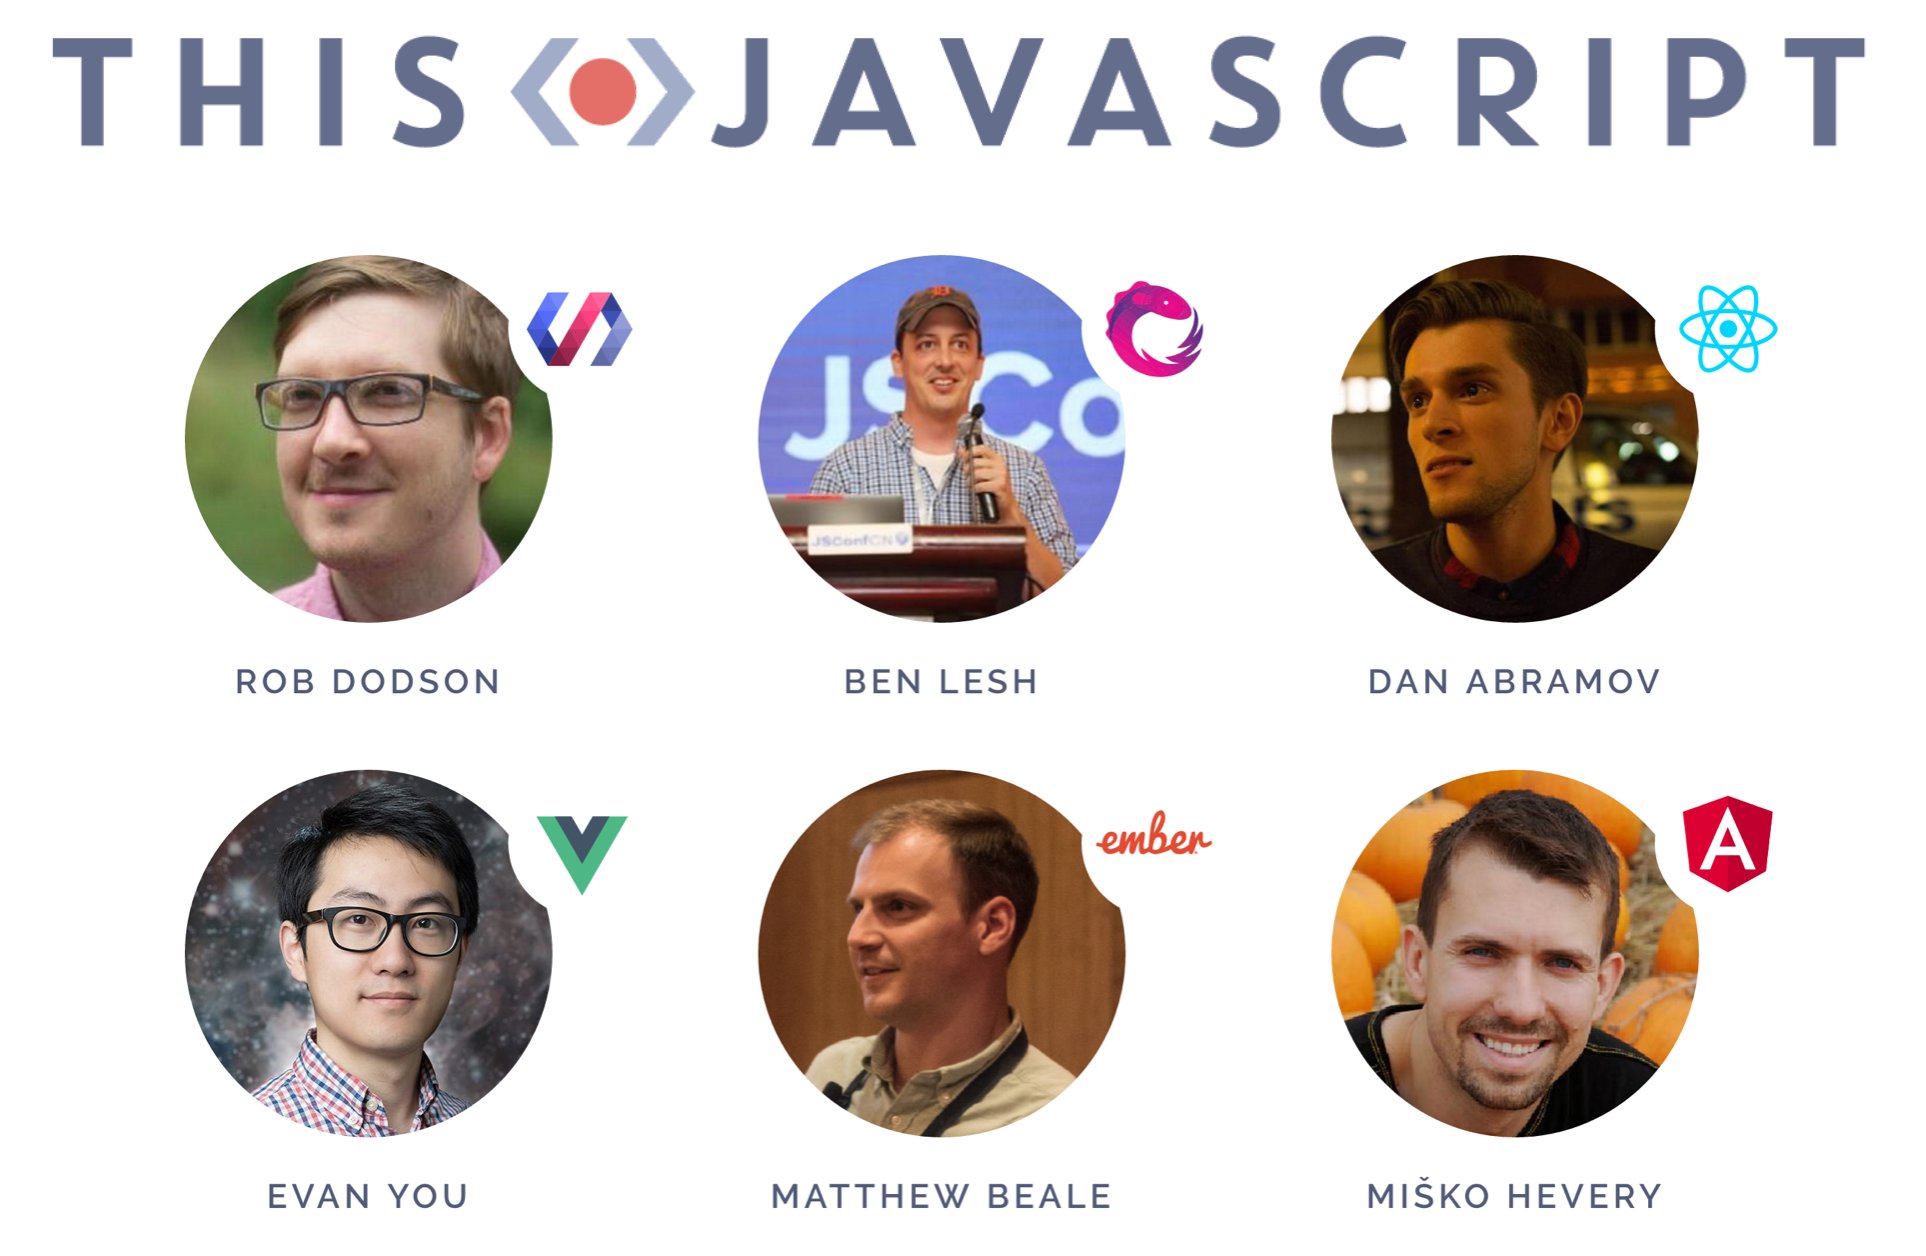 THIS JAVASCRIPT
JSCo
JSConfCN
ROB DODSON
BEN LESH
DAN ABRAMOV
ember
A
EVAN YOU
MATTHEW BEALE
MIŠKO HEVERY